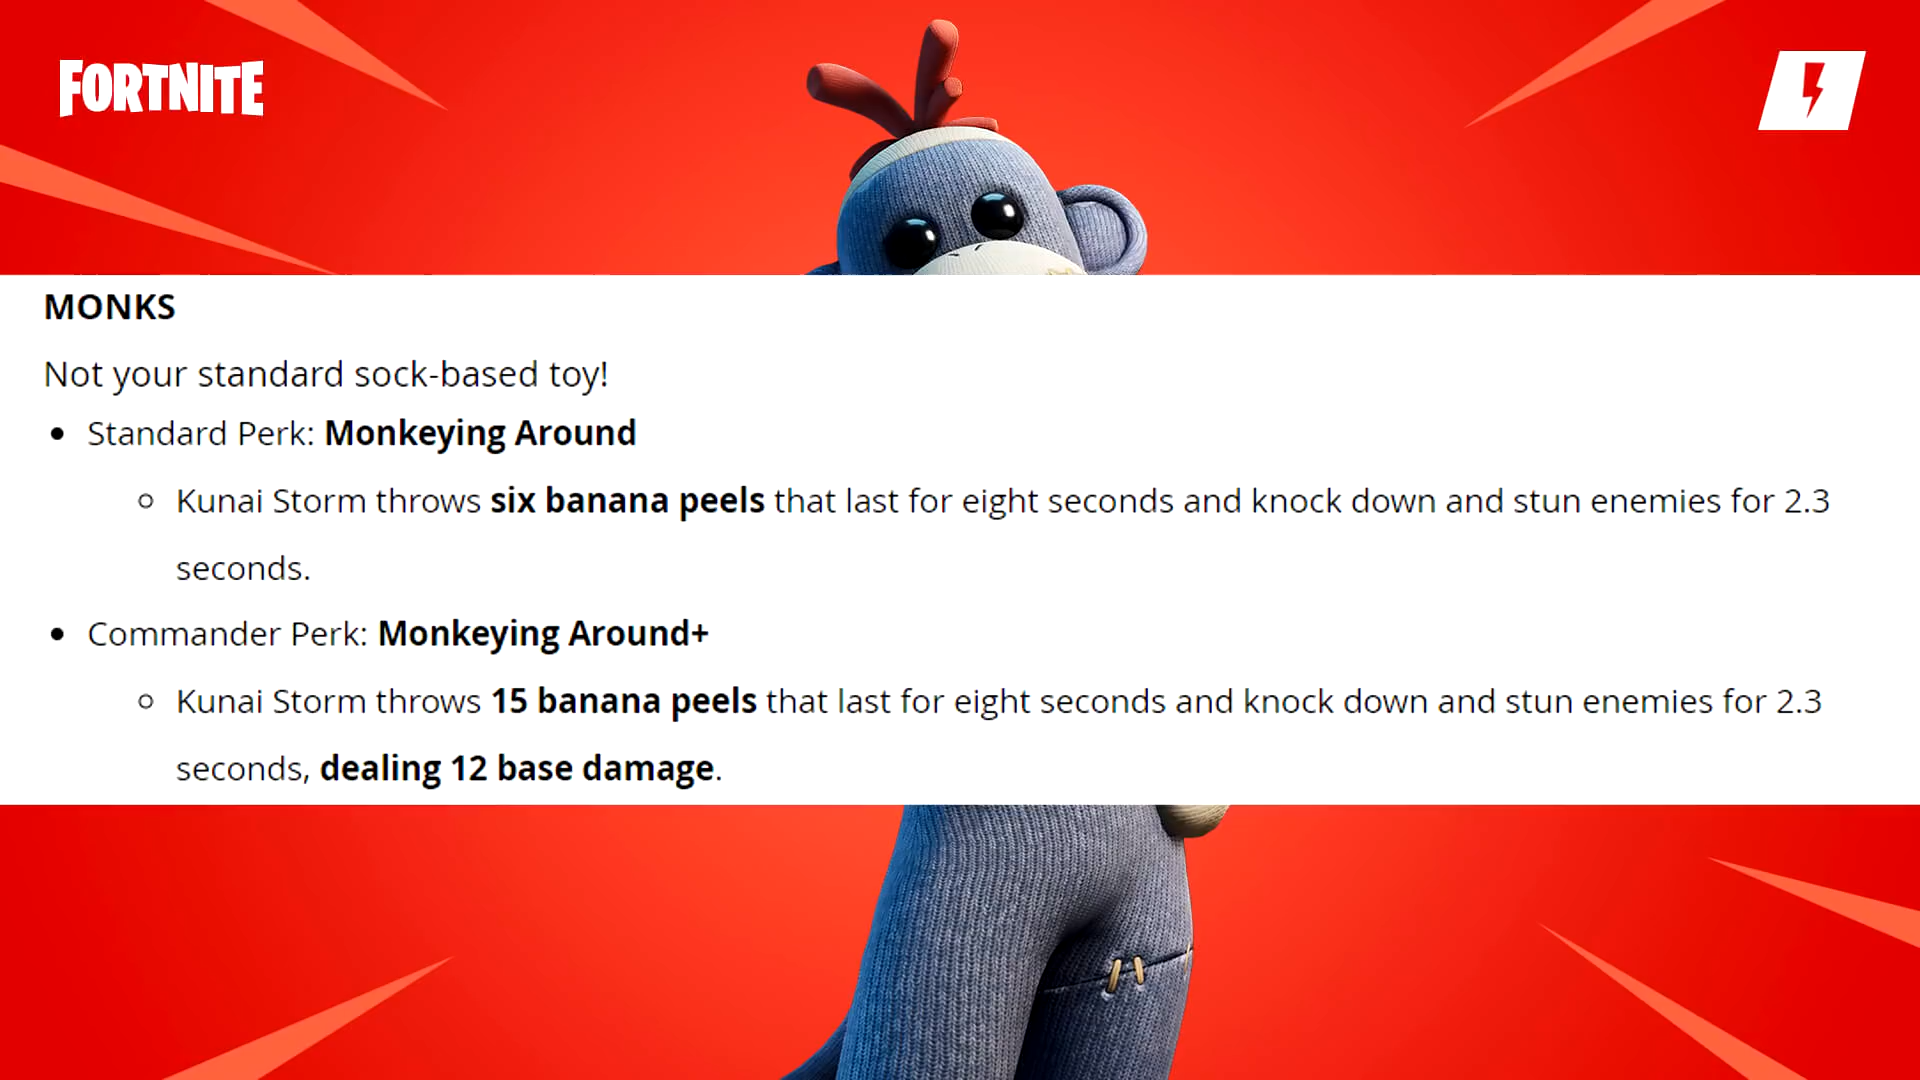 FORTNITE
MONKS
Not your standard sock-based toy!
• Standard Perk: Monkeying Around
○ Kunai Storm throws six banana peels that last for eight seconds and knock down and stun enemies for 2.3
seconds.
• Commander Perk: Monkeying Around+
○ Kunai Storm throws 15 banana peels that last for eight seconds and knock down and stun enemies for 2.3
seconds, dealing 12 base damage.